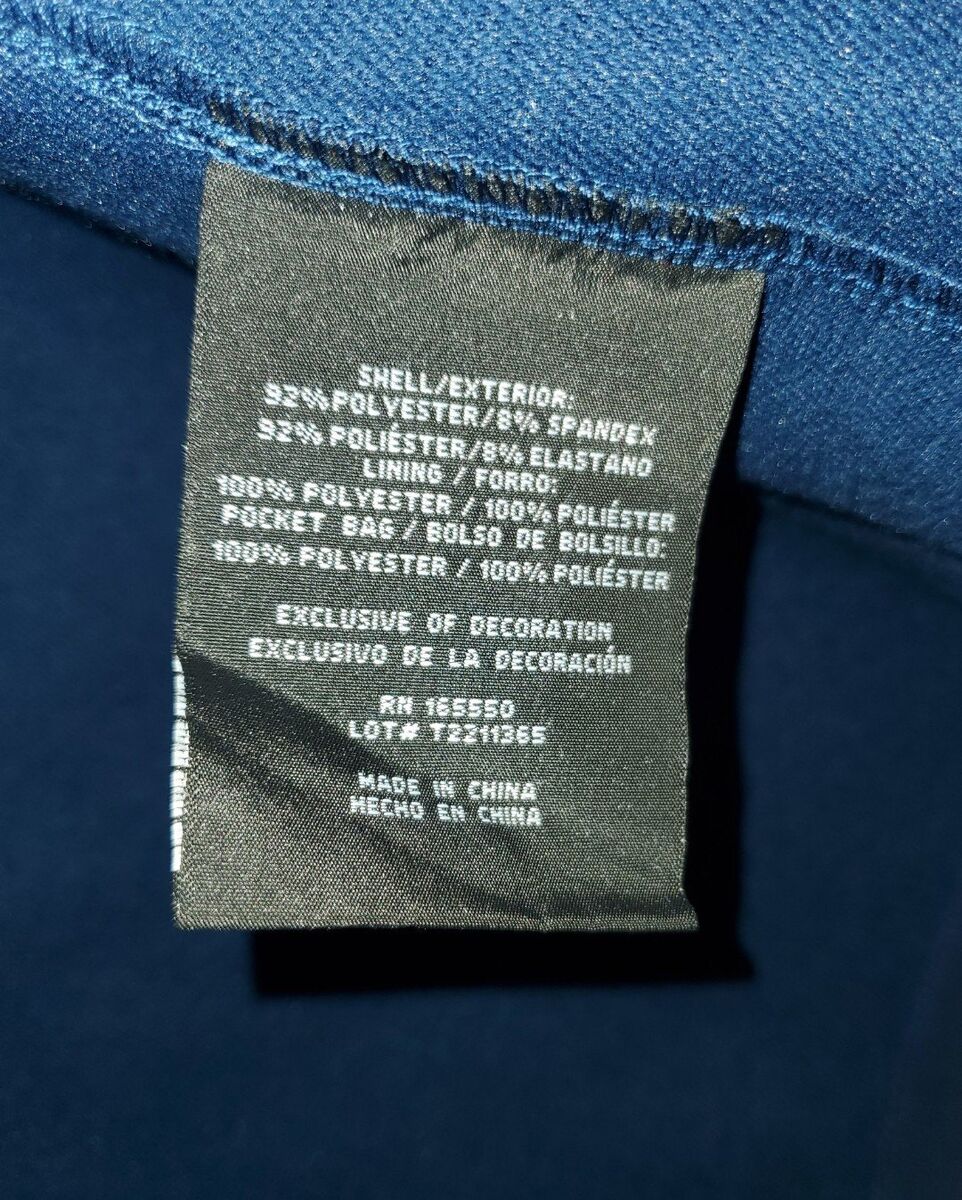 SHELL/EXTERIOR:
92% POLYESTER/8% SPANDEX
92% POLIÉSTER/8% ELASTANO
LINING / FORRO:
100% POLYESTER / 100% POLIÉSTER
POCKET BAG / BOLSO DE BOLSILLO:
100% POLYESTER / 100% POLIÉSTER
EXCLUSIVE OF DECORATION
EXCLUSIVO DE LA DECORACIÓN
RN 165550
LOT# T2211365
MADE IN CHINA
HECHO EN CHINA